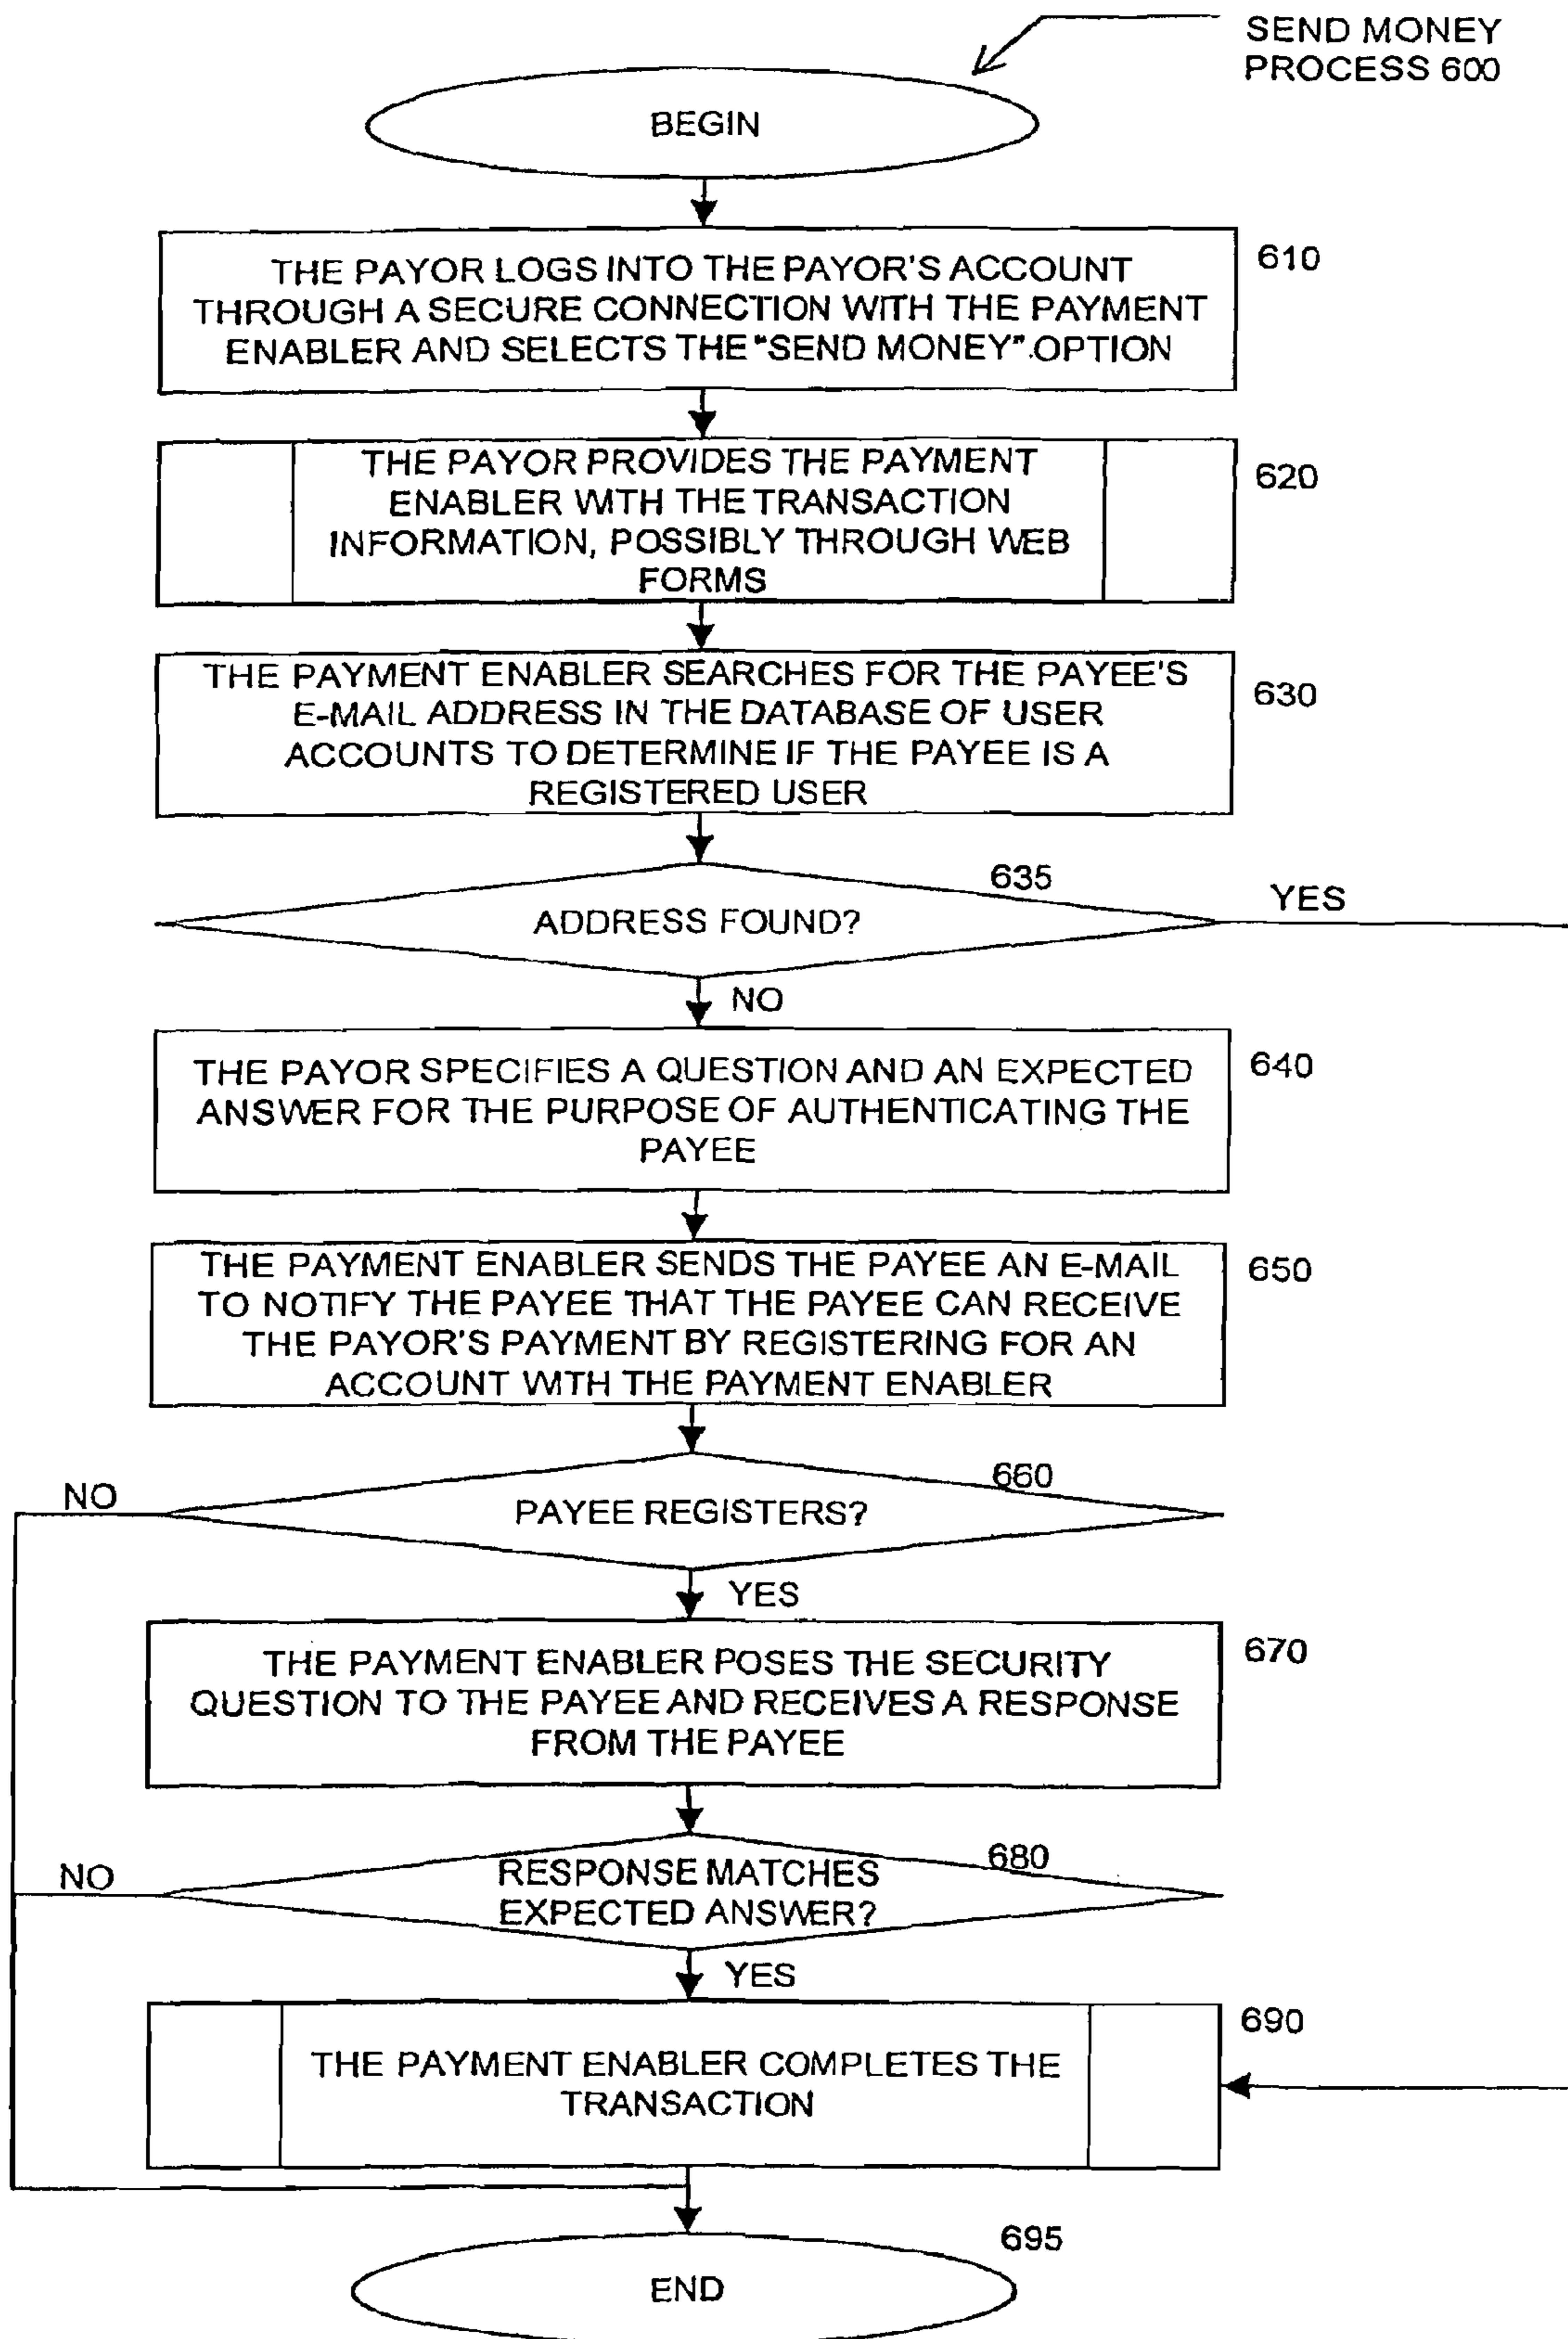 SEND MONEY
PROCESS 600
BEGIN
610
THE PAYOR LOGS INTO THE PAYOR'S ACCOUNT
THROUGH A SECURE CONNECTION WITH THE PAYMENT
ENABLER AND SELECTS THE "SEND MONEY" OPTION
620
THE PAYOR PROVIDES THE PAYMENT
ENABLER WITH THE TRANSACTION
INFORMATION, POSSIBLY THROUGH WEB
FORMS
630
THE PAYMENT ENABLER SEARCHES FOR THE PAYEE'S
E-MAIL ADDRESS IN THE DATABASE OF USER
ACCOUNTS TO DETERMINE IF THE PAYEE IS A
REGISTERED USER
635
YES
ADDRESS FOUND?
NO
640
THE PAYOR SPECIFIES A QUESTION AND AN EXPECTED
ANSWER FOR THE PURPOSE OF AUTHENTICATING THE
PAYEE
650
THE PAYMENT ENABLER SENDS THE PAYEE AN E-MAIL
TO NOTIFY THE PAYEE THAT THE PAYEE CAN RECEIVE
THE PAYOR'S PAYMENT BY REGISTERING FOR AN
ACCOUNT WITH THE PAYMENT ENABLER
660
NO
PAYEE REGISTERS?
YES
670
THE PAYMENT ENABLER POSES THE SECURITY
QUESTION TO THE PAYEE AND RECEIVES A RESPONSE
FROM THE PAYEE
680
NO
RESPONSE MATCHES
EXPECTED ANSWER?
YES
690
THE PAYMENT ENABLER COMPLETES THE
TRANSACTION
695
END